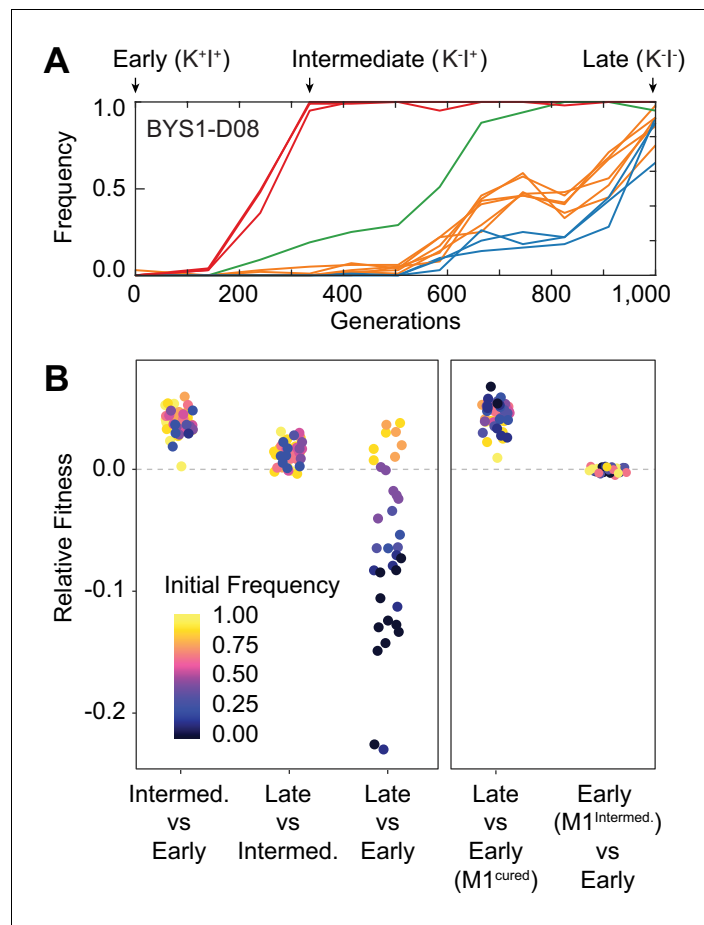 A
Early (K+I+) Intermediate (K-I+) Late (K-I-)
1.0
BYS1-D08
0.5
0.0
Frequency
0 200 400 600 800 1,000
Generations
B
0.0
-0.1
-0.2
Relative Fitness
Initial Frequency
1.00
0.75
0.50
0.25
0.00
Intermed.
vs
Early
Late
vs
Intermed.
Late
vs
Early
Late
vs
Early
(M1cured)
Early
(M1Intermed.)
vs
Early